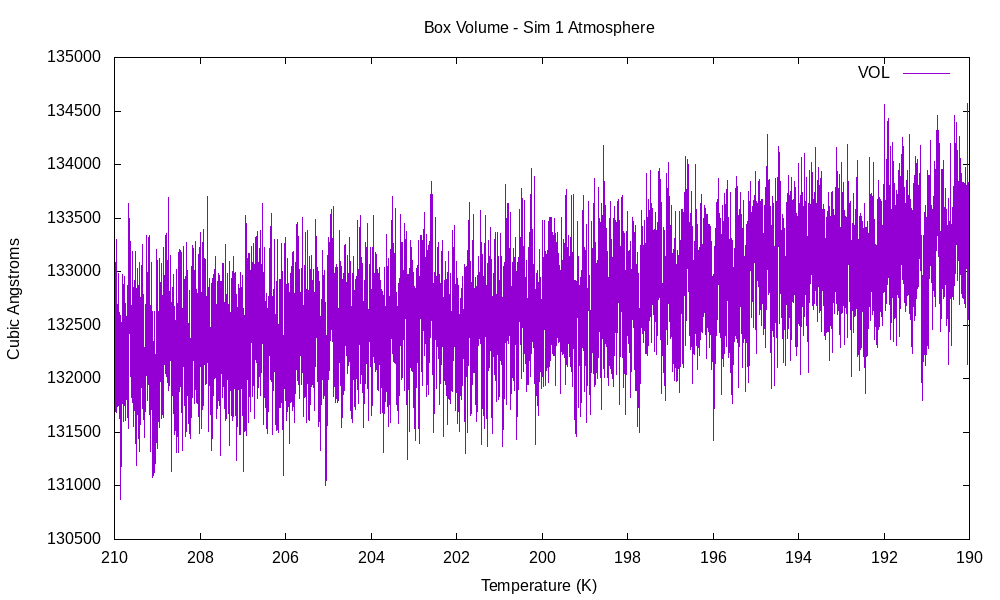 Box Volume - Sim 1 Atmosphere
VOL
135000
134500
134000
133500
133000
132500
132000
131500
131000
130500
Cubic Angstroms
210 208 206 204 202 200 198 196 194 192 190
Temperature (K)